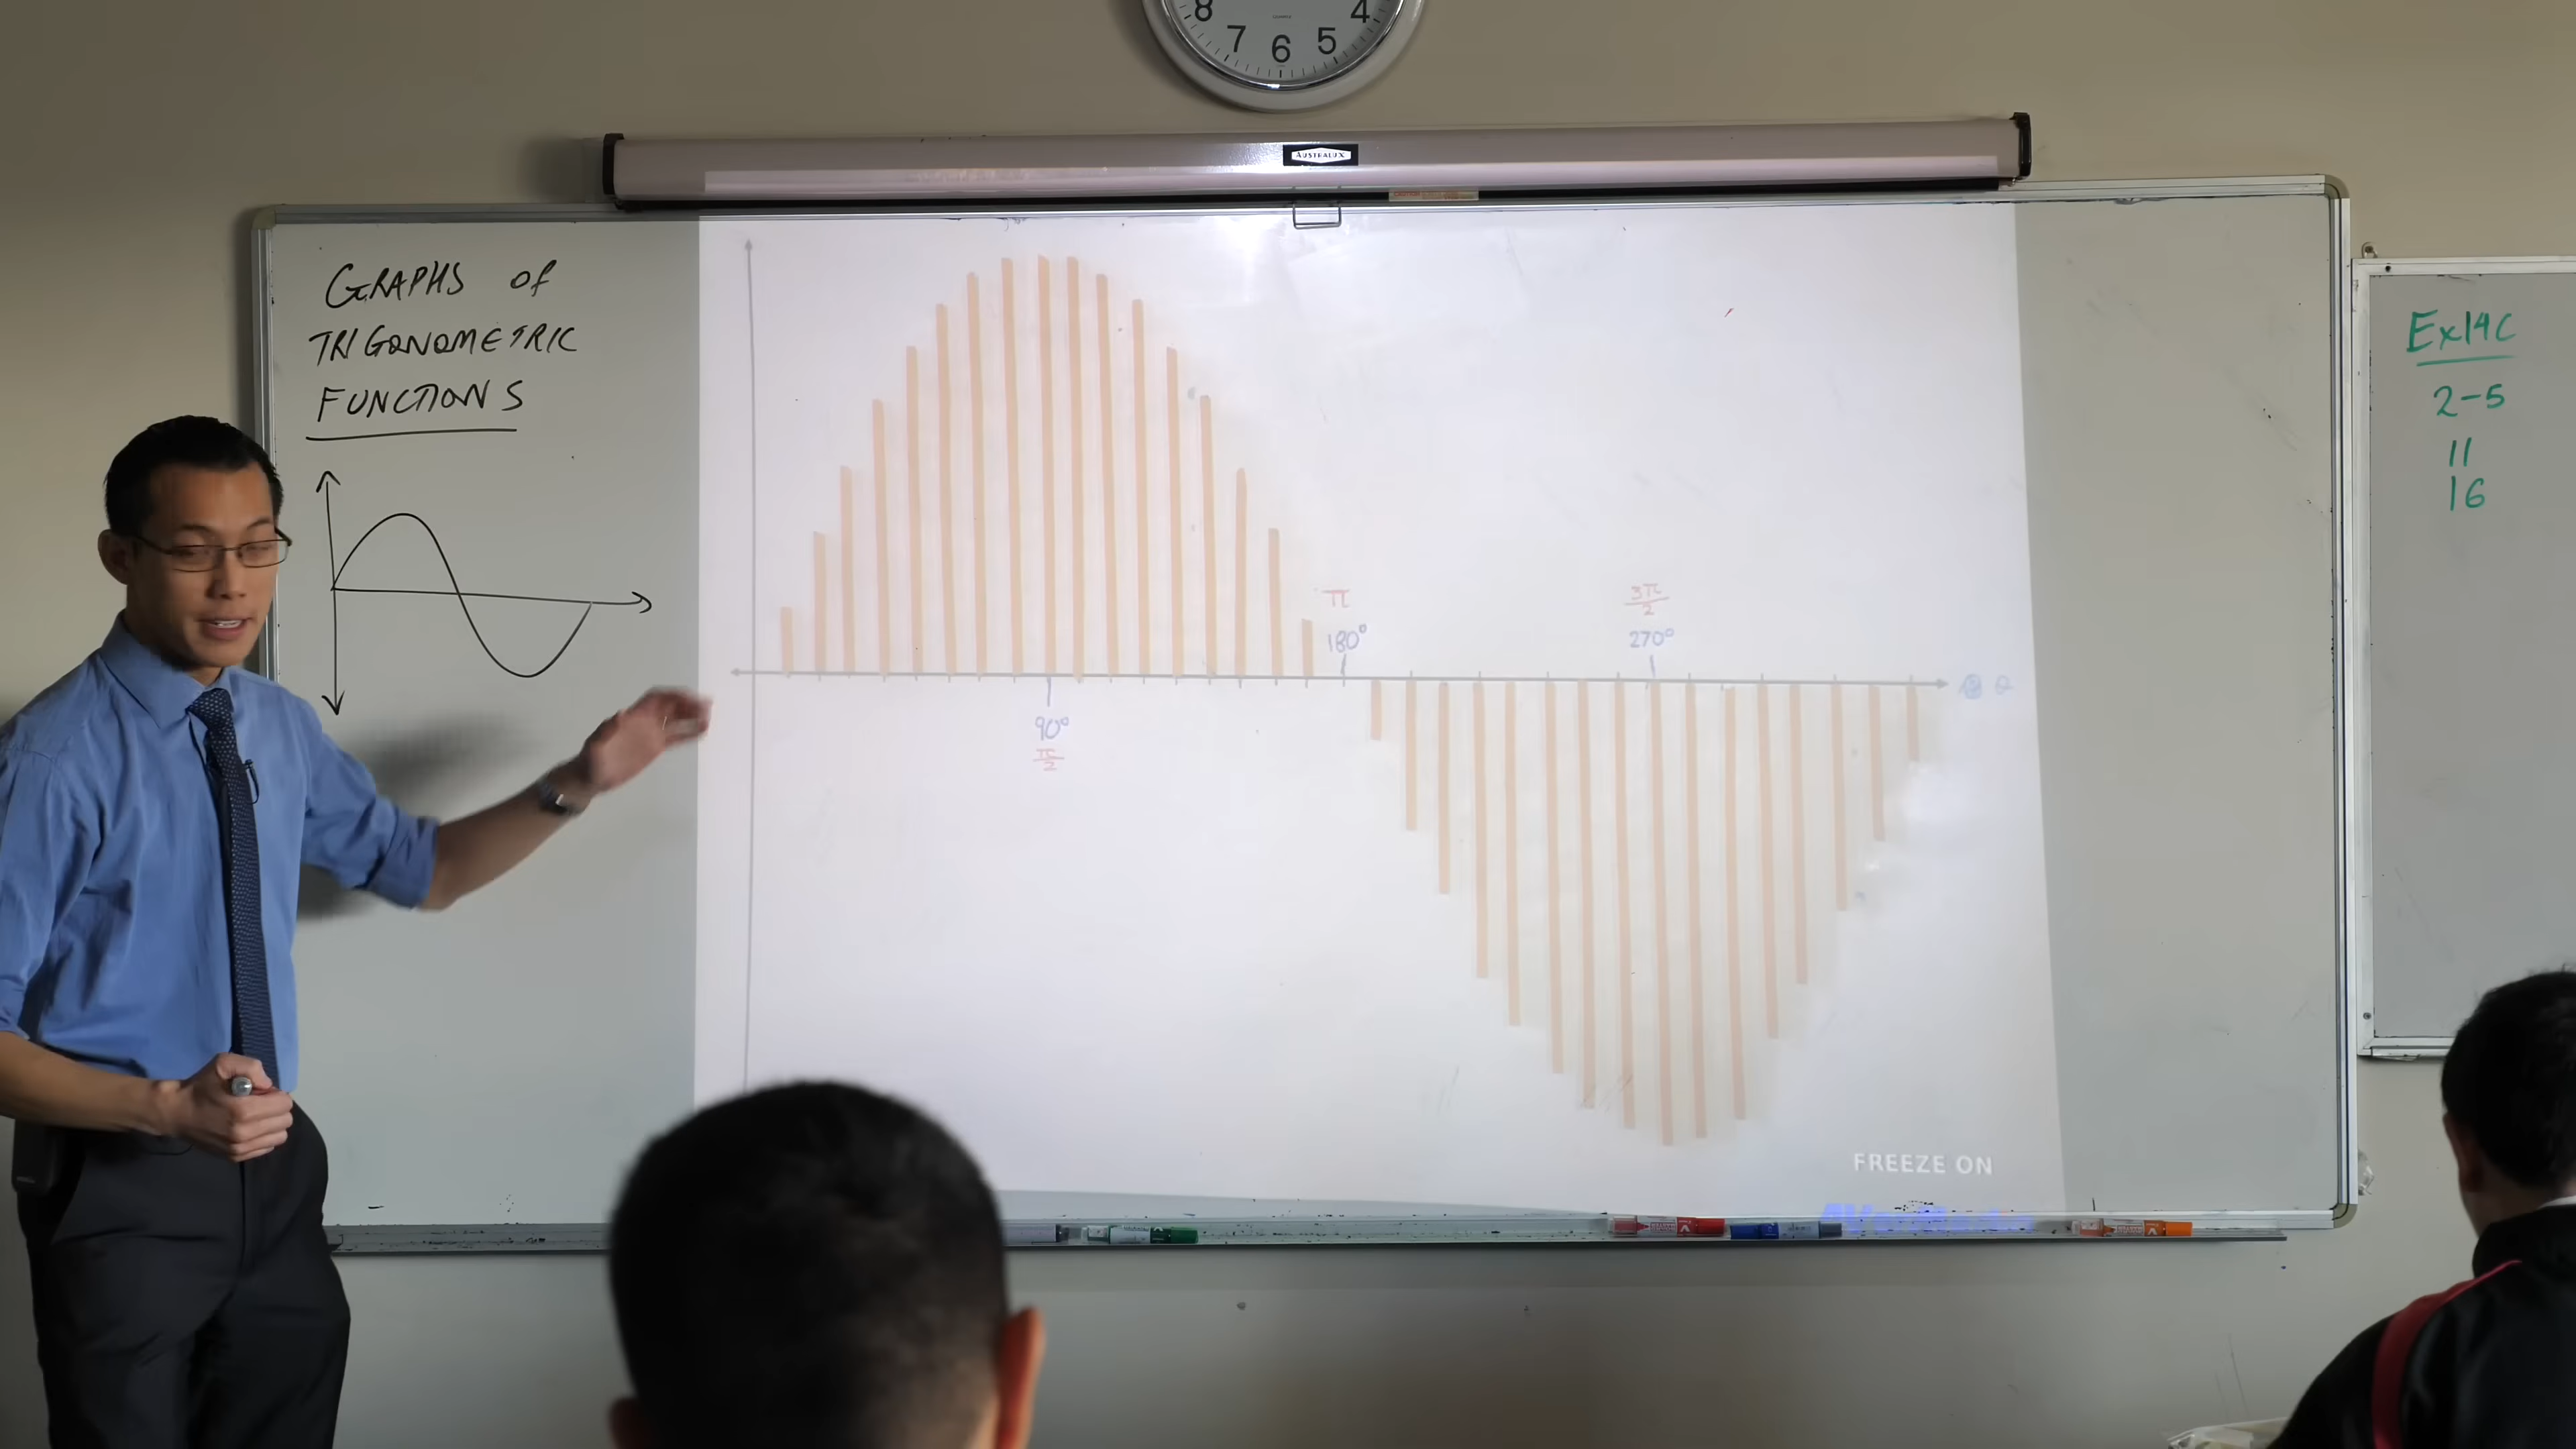 8 7 6 5 4
AUSTRALUX
GRAPHS of
TRIGONOMETRIC
FUNCTIONS
π
180°
3π
2
270°
90°
π
2
θ
FREEZE ON
Ex14C
2-5
11
16